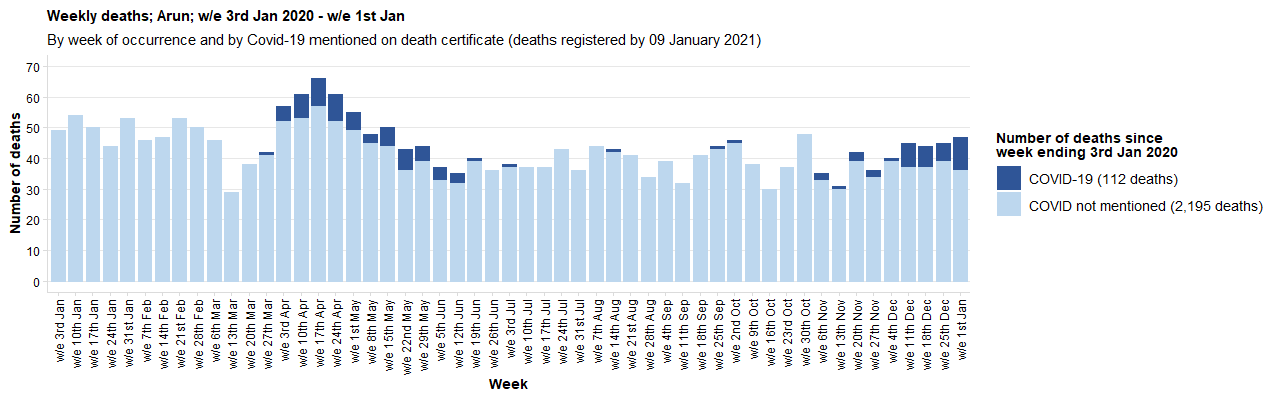 Weekly deaths; Arun; w/e 3rd Jan 2020 - w/e 1st Jan
By week of occurrence and by Covid-19 mentioned on death certificate (deaths registered by 09 January 2021)
Number of deaths
70
60
50
40
30
20
10
0
w/e 3rd Jan
w/e 10th Jan
w/e 17th Jan
w/e 24th Jan
w/e 31st Jan
w/e 7th Feb
w/e 14th Feb
w/e 21st Feb
w/e 28th Feb
w/e 6th Mar
w/e 13th Mar
w/e 20th Mar
w/e 27th Mar
w/e 3rd Apr
w/e 10th Apr
w/e 17th Apr
w/e 24th Apr
w/e 1st May
w/e 8th May
w/e 15th May
w/e 22nd May
w/e 29th May
w/e 5th Jun
w/e 12th Jun
w/e 19th Jun
w/e 26th Jun
w/e 3rd Jul
w/e 10th Jul
w/e 17th Jul
w/e 24th Jul
w/e 31st Jul
w/e 7th Aug
w/e 14th Aug
w/e 21st Aug
w/e 28th Aug
w/e 4th Sep
w/e 11th Sep
w/e 18th Sep
w/e 25th Sep
w/e 2nd Oct
w/e 9th Oct
w/e 16th Oct
w/e 23rd Oct
w/e 30th Oct
w/e 6th Nov
w/e 13th Nov
w/e 20th Nov
w/e 27th Nov
w/e 4th Dec
w/e 11th Dec
w/e 18th Dec
w/e 25th Dec
w/e 1st Jan
Week
Number of deaths since
week ending 3rd Jan 2020
COVID-19 (112 deaths)
COVID not mentioned (2,195 deaths)